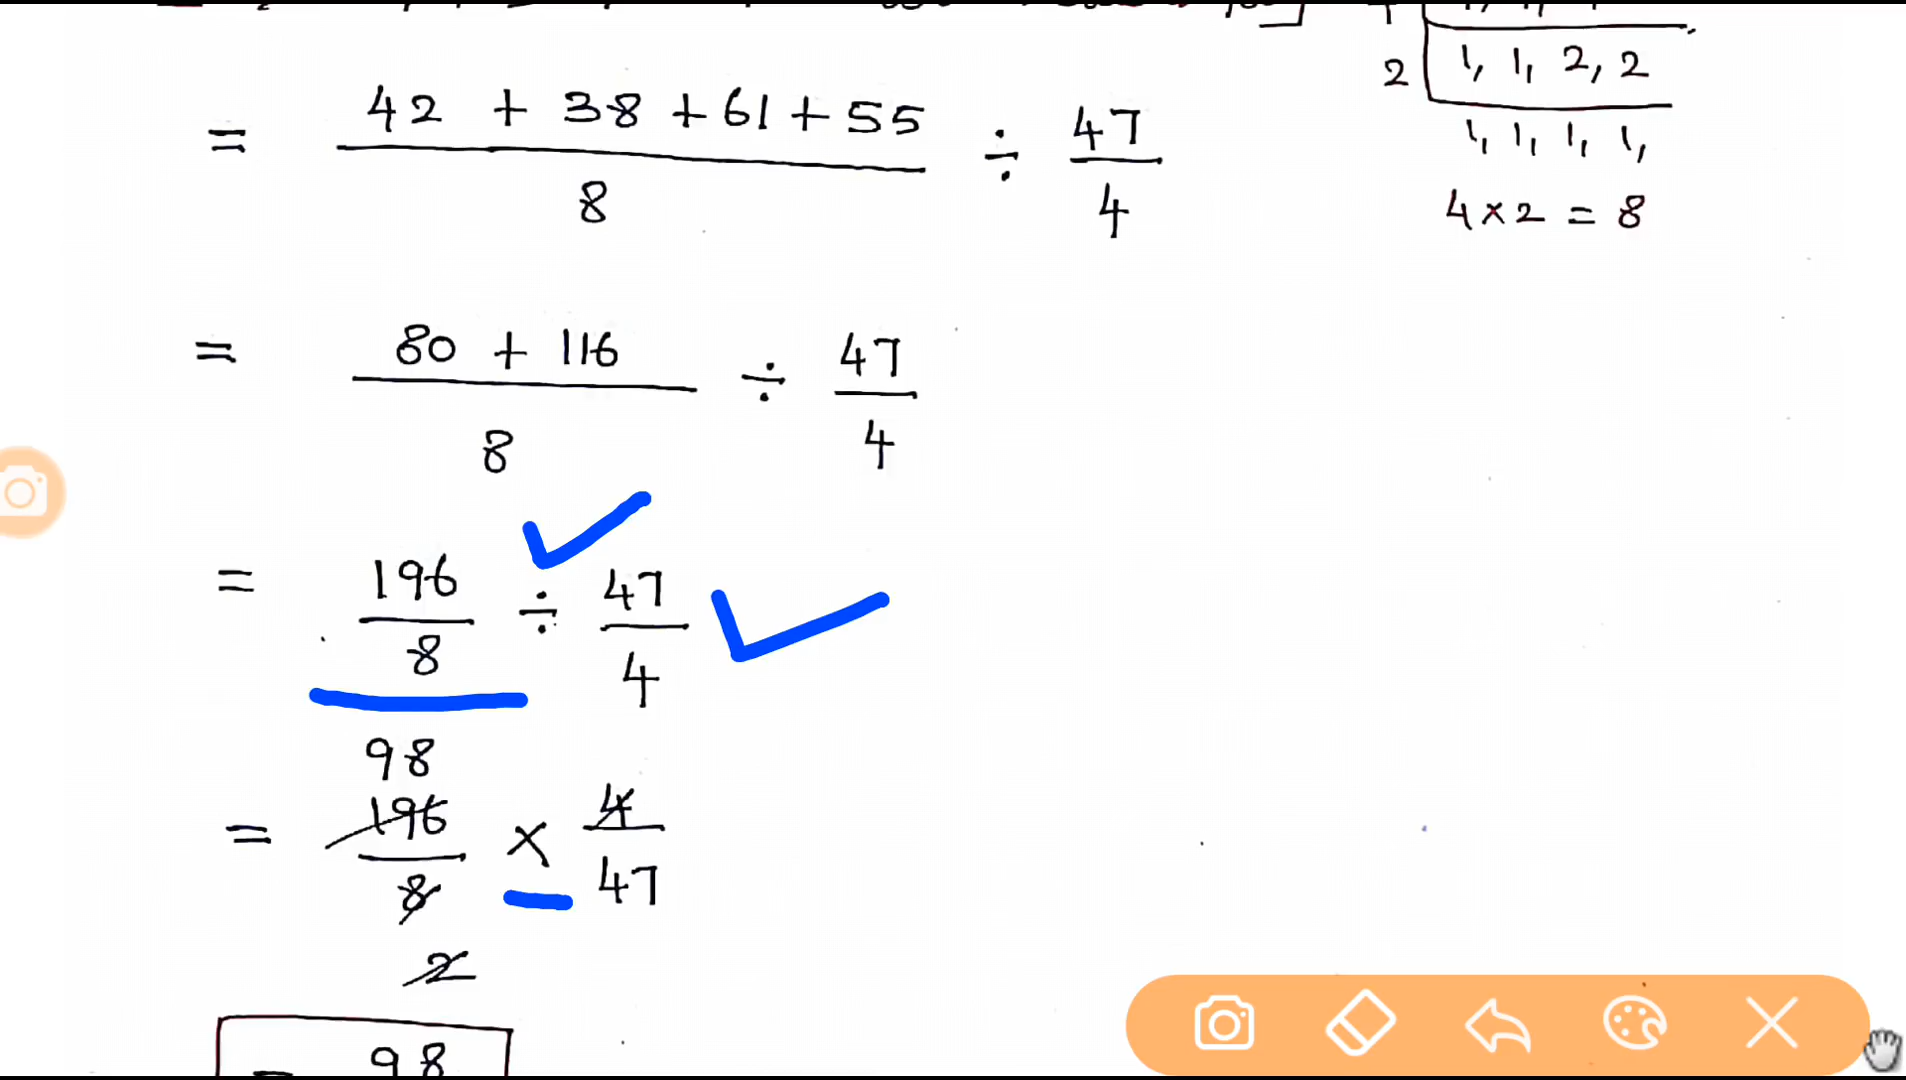 2 | 1, 1, 2, 2
1, 1, 1, 1,
4 × 2 = 8
= 42 + 38 + 61 + 55 / 8 ÷ 47 / 4
= 80 + 116 / 8 ÷ 47 / 4
= 196 / 8 ÷ 47 / 4
98
= 196 / 8 × 4 / 47
2
= 98